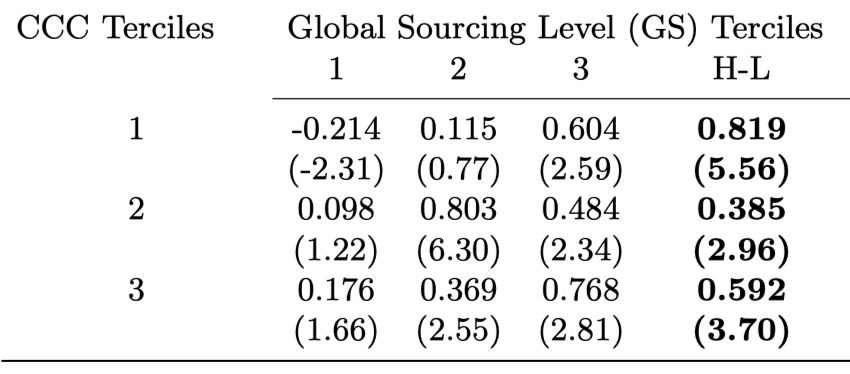 CCC Terciles Global Sourcing Level (GS) Terciles
1 2 3 H-L
1 -0.214 0.115 0.604 0.819
(-2.31) (0.77) (2.59) (5.56)
2 0.098 0.803 0.484 0.385
(1.22) (6.30) (2.34) (2.96)
3 0.176 0.369 0.768 0.592
(1.66) (2.55) (2.81) (3.70)